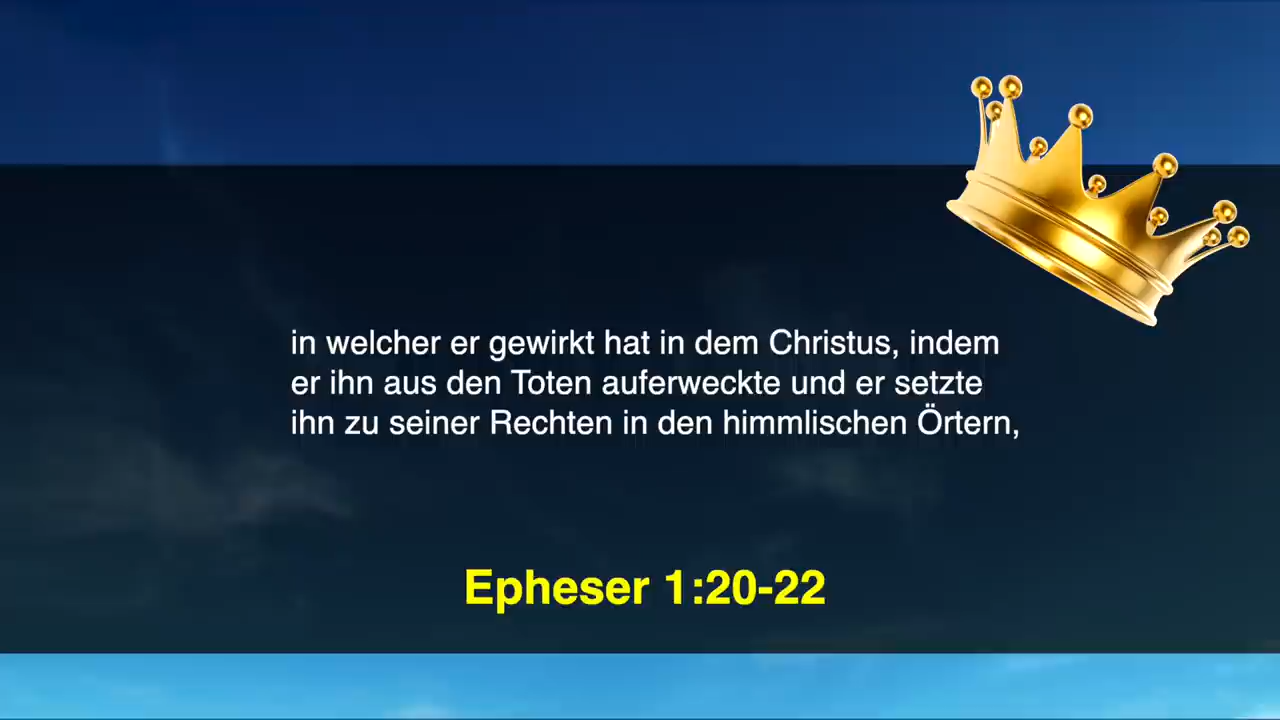 in welcher er gewirkt hat in dem Christus, indem
er ihn aus den Toten auferweckte und er setzte
ihn zu seiner Rechten in den himmlischen Örtern,
Epheser 1:20-22